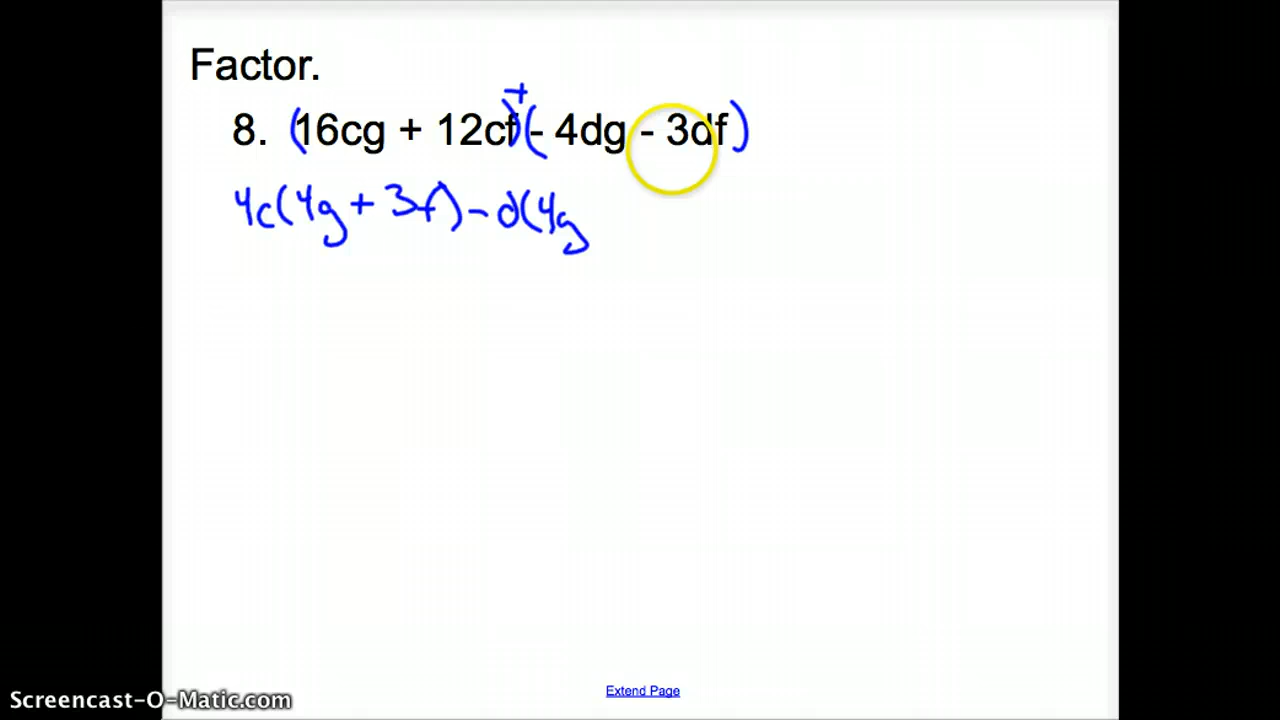 Factor.
8. (16cg + 12cf)+(- 4dg - 3df)
4c(4g + 3f) - d(4g
Extend Page
Screencast-O-Matic.com